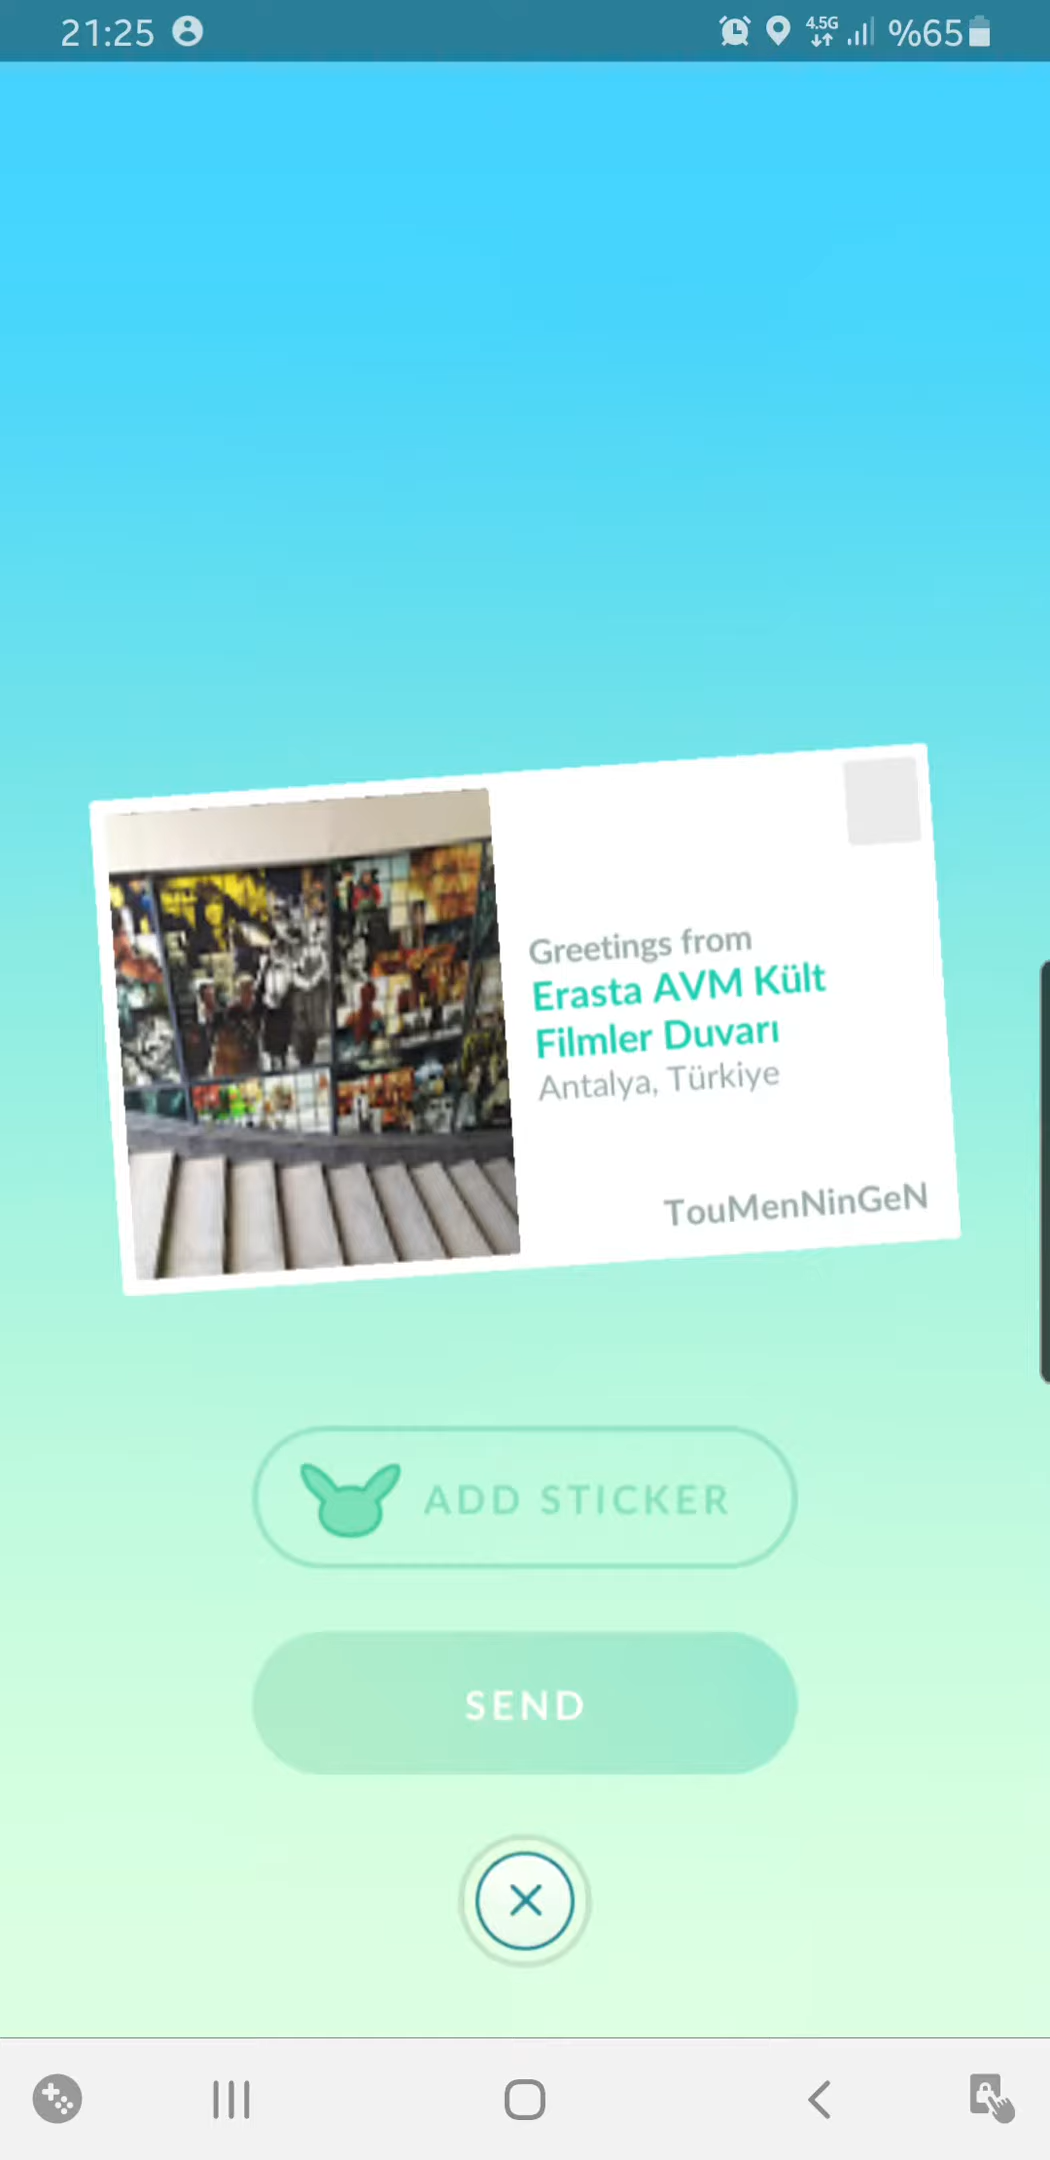 21:25
4.5G
%65
Greetings from
Erasta AVM Kült
Filmler Duvarı
Antalya, Türkiye
TouMenNinGeN
ADD STICKER
SEND